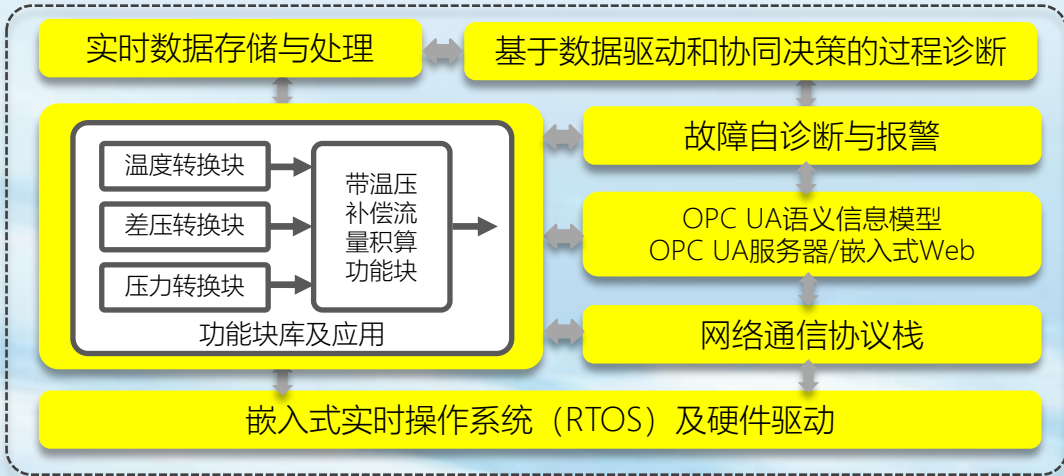 实时数据存储与处理
基于数据驱动和协同决策的过程诊断
温度转换块
差压转换块
压力转换块
带温压
补偿流
量积算
功能块
功能块库及应用
故障自诊断与报警
OPC UA语义信息模型
OPC UA服务器/嵌入式Web
网络通信协议栈
嵌入式实时操作系统（RTOS）及硬件驱动